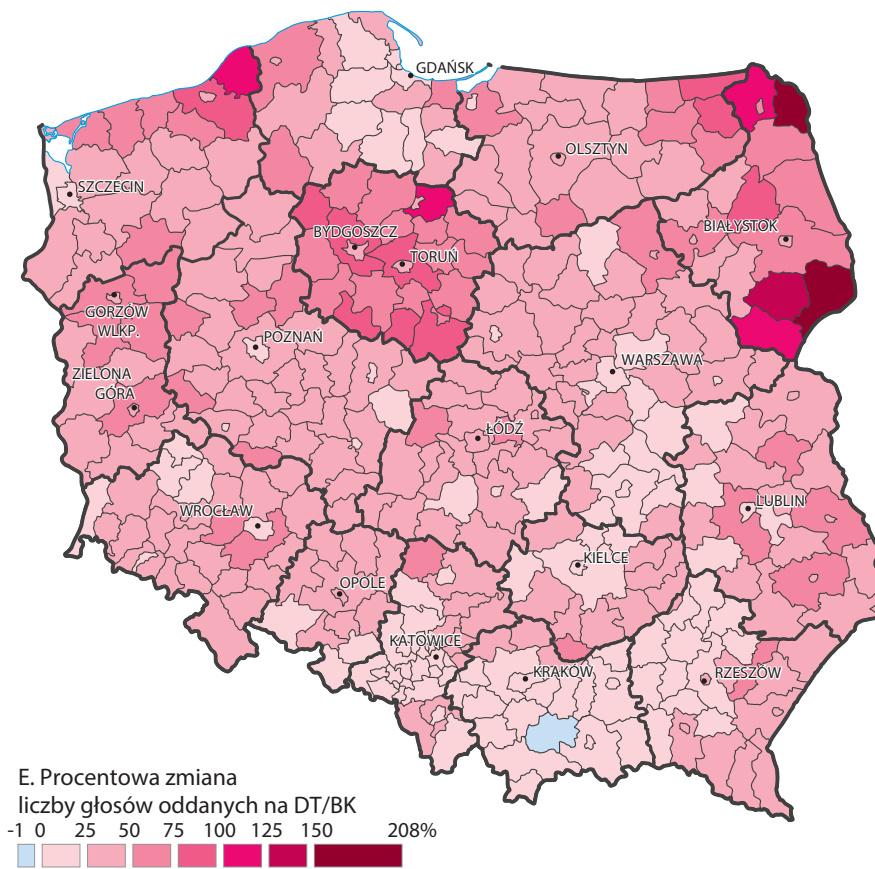 GDAŃSK
OLSZTYN
SZCZECIN
BIAŁYSTOK
BYDGOSZCZ
TORUŃ
GORZÓW
WLKP.
POZNAŃ
WARSZAWA
ZIELONA
GÓRA
ŁÓDŹ
WROCŁAW
LUBLIN
KIELCE
OPOLE
KATOWICE
KRAKÓW
RZESZÓW
E. Procentowa zmiana
liczby głosów oddanych na DT/BK
-1 0 25 50 75 100 125 150 208%